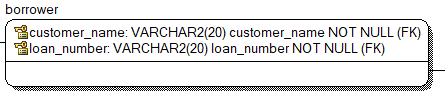 borrower
customer_name: VARCHAR2(20) customer_name NOT NULL (FK)
loan_number: VARCHAR2(20) loan_number NOT NULL (FK)